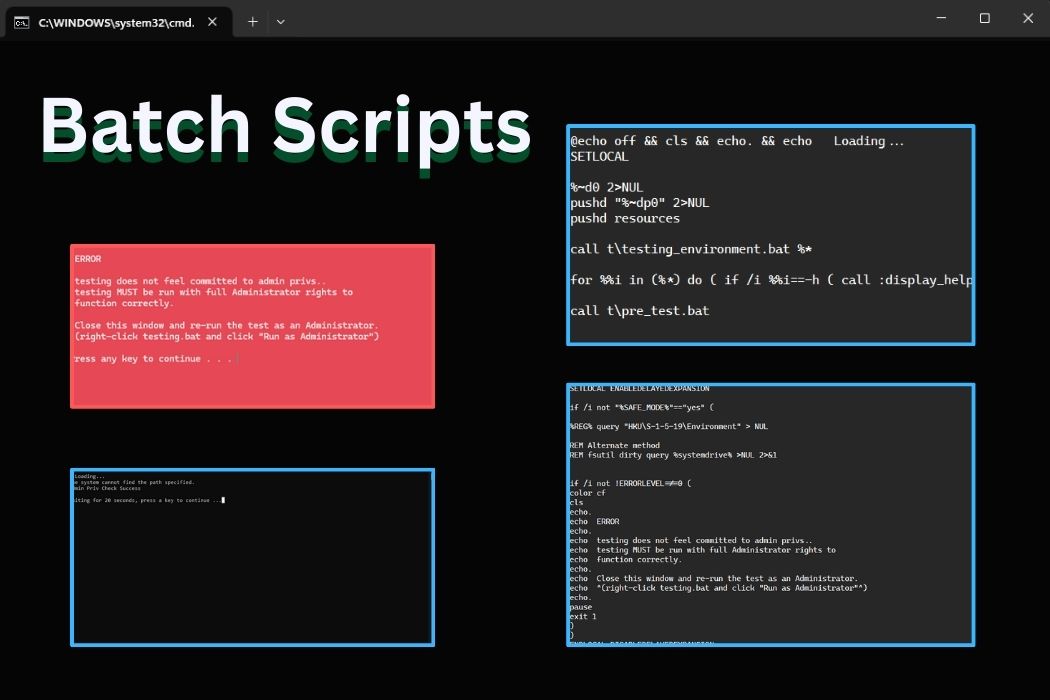 C:\WINDOWS\system32\cmd.
Batch Scripts
ERROR
testing does not feel committed to admin privs..
testing MUST be run with full Administrator rights to
function correctly.
Close this window and re-run the test as an Administrator.
(right-click testing.bat and click "Run as Administrator")
ress any key to continue . . .
Loading...
e system cannot find the path specified.
min Priv Check Success
iting for 20 seconds, press a key to continue ...
@echo off && cls && echo. && echo   Loading...
SETLOCAL
%~d0 2>NUL
pushd "%~dp0" 2>NUL
pushd resources
call t\testing_environment.bat %*
for %%i in (%*) do ( if /i %%i==-h ( call :display_help
call t\pre_test.bat
SETLOCAL ENABLEDELAYEDEXPANSION
if /i not "%SAFE_MODE%"=="yes" (
%REG% query "HKU\S-1-5-19\Environment" > NUL
REM Alternate method
REM fsutil dirty query %systemdrive% >NUL 2>&1
if /i not !ERRORLEVEL!==0 (
color cf
cls
echo.
echo  ERROR
echo.
echo  testing does not feel committed to admin privs..
echo  testing MUST be run with full Administrator rights to
echo  function correctly.
echo.
echo  Close this window and re-run the test as an Administrator.
echo  ^(right-click testing.bat and click "Run as Administrator"^)
echo.
pause
exit 1
)
)
ENDLOCAL DISABLEDELAYEDEXPANSION